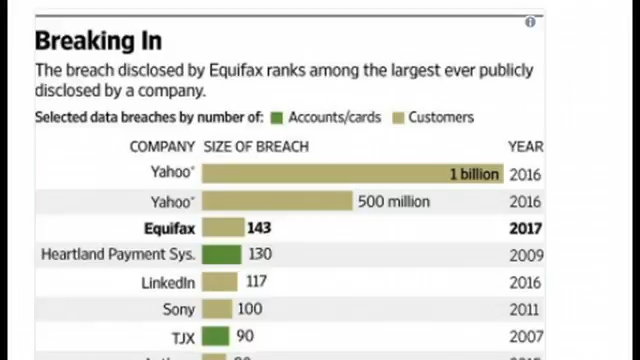 Breaking In
The breach disclosed by Equifax ranks among the largest ever publicly
disclosed by a company.
Selected data breaches by number of: Accounts/cards Customers
COMPANY SIZE OF BREACH YEAR
Yahoo* 1 billion 2016
Yahoo* 500 million 2016
Equifax 143 2017
Heartland Payment Sys. 130 2009
LinkedIn 117 2016
Sony 100 2011
TJX 90 2007